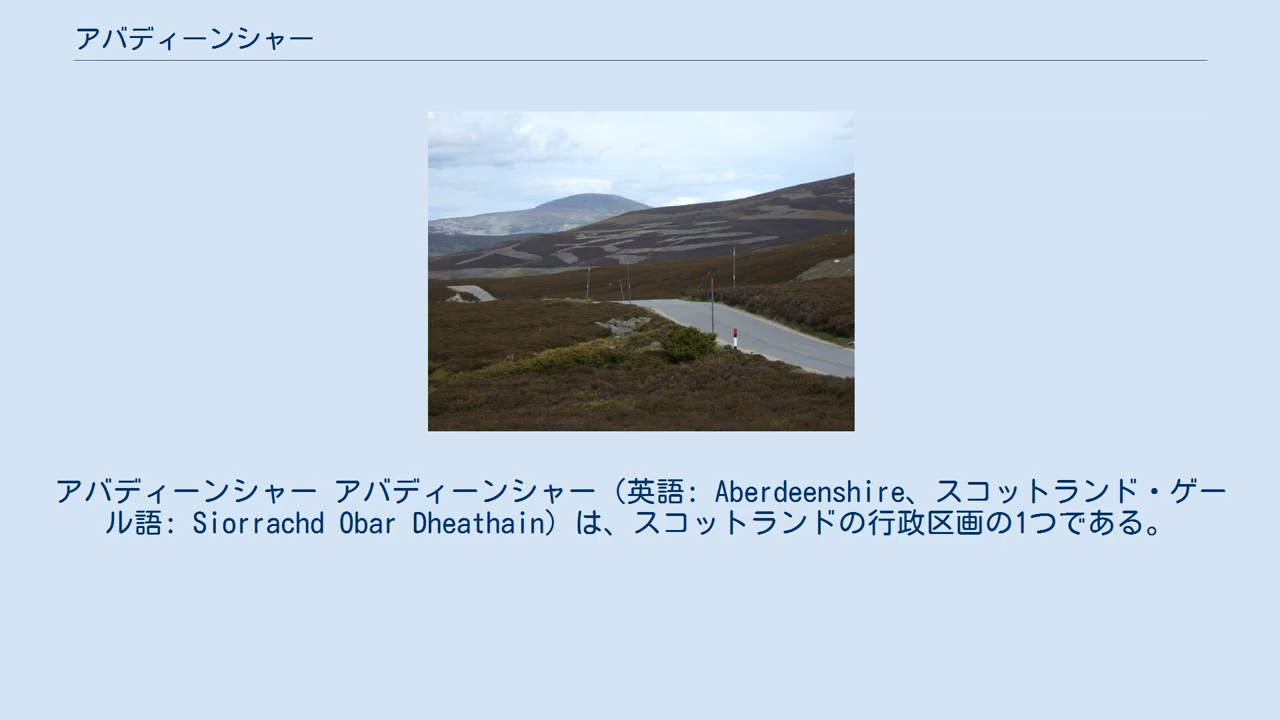 アバディーンシャー
アバディーンシャー アバディーンシャー（英語: Aberdeenshire、スコットランド・ゲー
ル語: Siorrachd Obar Dheathain）は、スコットランドの行政区画の1つである。